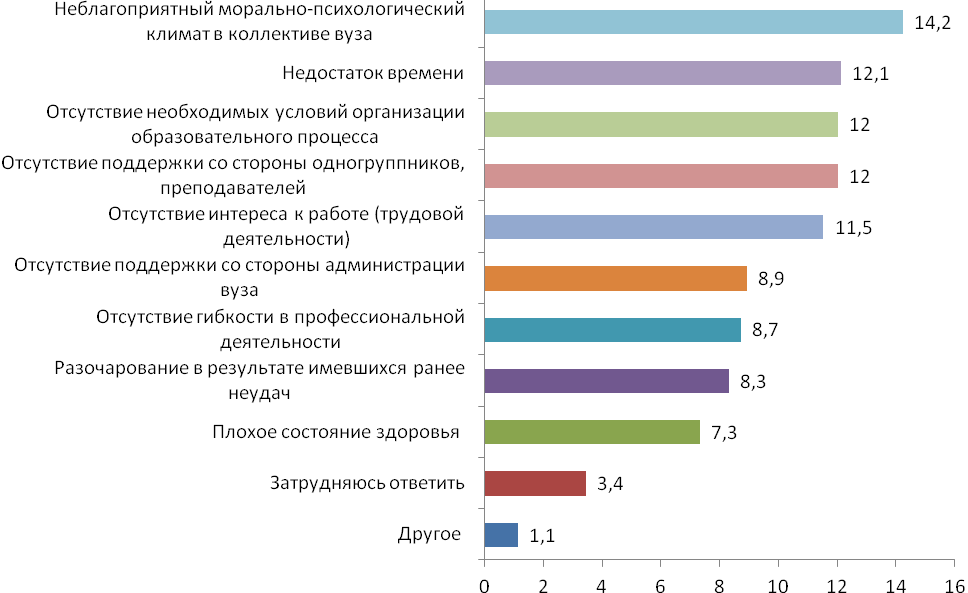 Неблагоприятный морально-психологический
климат в коллективе вуза
14,2
Недостаток времени
12,1
Отсутствие необходимых условий организации
образовательного процесса
12
Отсутствие поддержки со стороны одногруппников,
преподавателей
12
Отсутствие интереса к работе (трудовой
деятельности)
11,5
Отсутствие поддержки со стороны администрации
вуза
8,9
Отсутствие гибкости в профессиональной
деятельности
8,7
Разочарование в результате имевшихся ранее
неудач
8,3
Плохое состояние здоровья
7,3
Затрудняюсь ответить
3,4
Другое
1,1
0 2 4 6 8 10 12 14 16